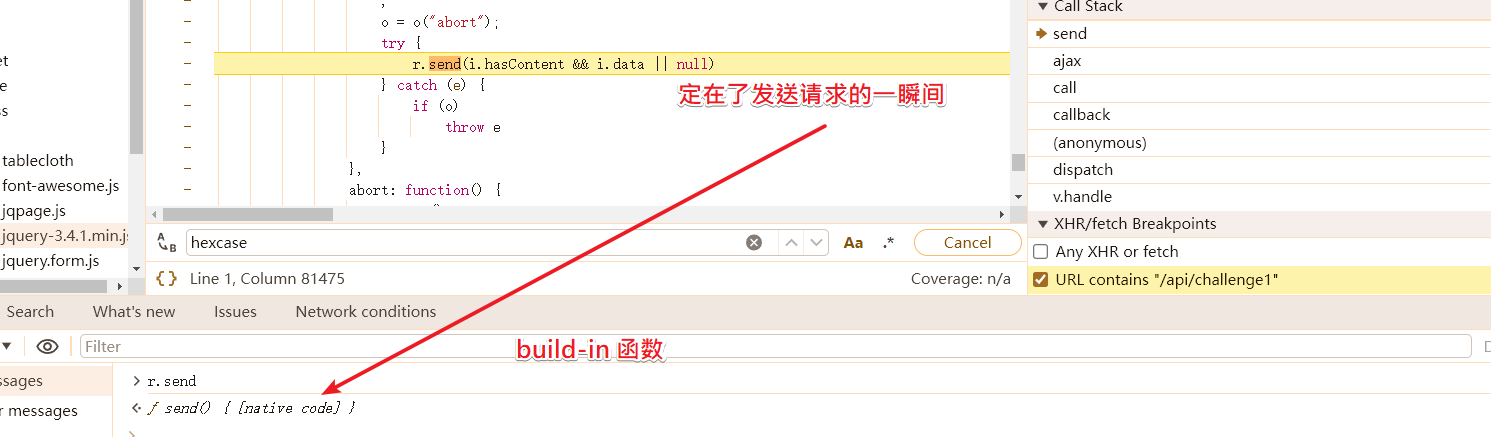 ,
o = o("abort");
try {
r.send(i.hasContent && i.data || null)
} catch (e) {
if (o)
throw e
}
},
abort: function() {
定在了发送请求的一瞬间
Call Stack
send
ajax
call
callback
(anonymous)
dispatch
v.handle
XHR/fetch Breakpoints
Any XHR or fetch
URL contains "/api/challenge1"
tablecloth
font-awesome.js
jqpage.js
jquery-3.4.1.min.js
jquery.form.js
hexcase
Aa
.*
Cancel
{} Line 1, Column 81475
Coverage: n/a
Search
What's new
Issues
Network conditions
Filter
build-in 函数
ssages
r messages
> r.send
ƒ send() { [native code] }